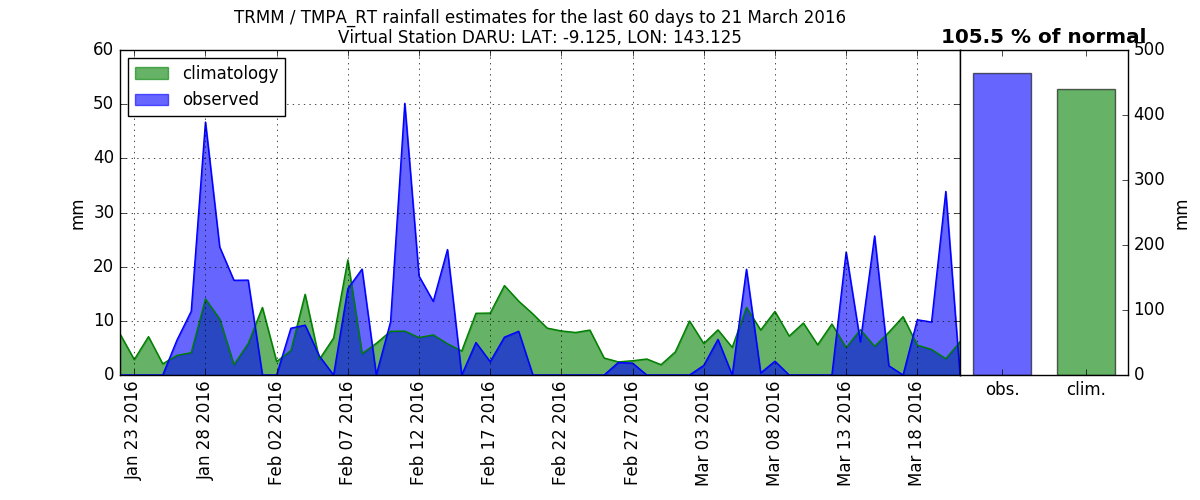 TRMM / TMPA_RT rainfall estimates for the last 60 days to 21 March 2016
Virtual Station DARU: LAT: -9.125, LON: 143.125
105.5 % of normal
climatology
observed
60
50
40
30
20
10
0
mm
500
400
300
200
100
0
mm
Jan 23 2016
Jan 28 2016
Feb 02 2016
Feb 07 2016
Feb 12 2016
Feb 17 2016
Feb 22 2016
Feb 27 2016
Mar 03 2016
Mar 08 2016
Mar 13 2016
Mar 18 2016
obs.
clim.